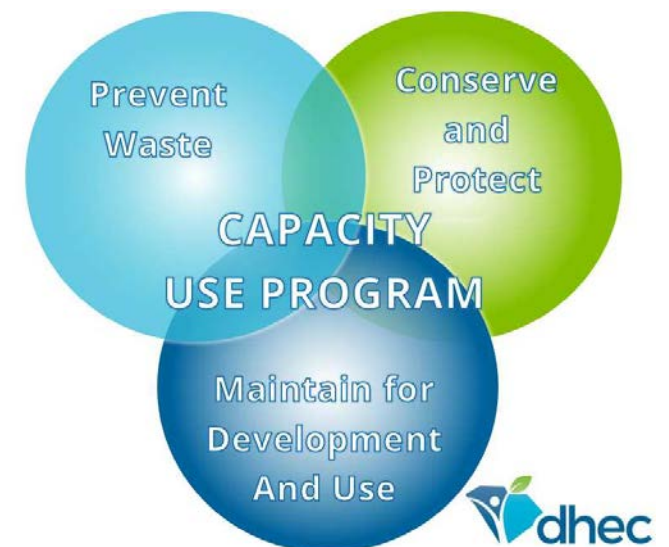 Prevent
Waste
Conserve
and
Protect
CAPACITY
USE PROGRAM
Maintain for
Development
And Use
dhec